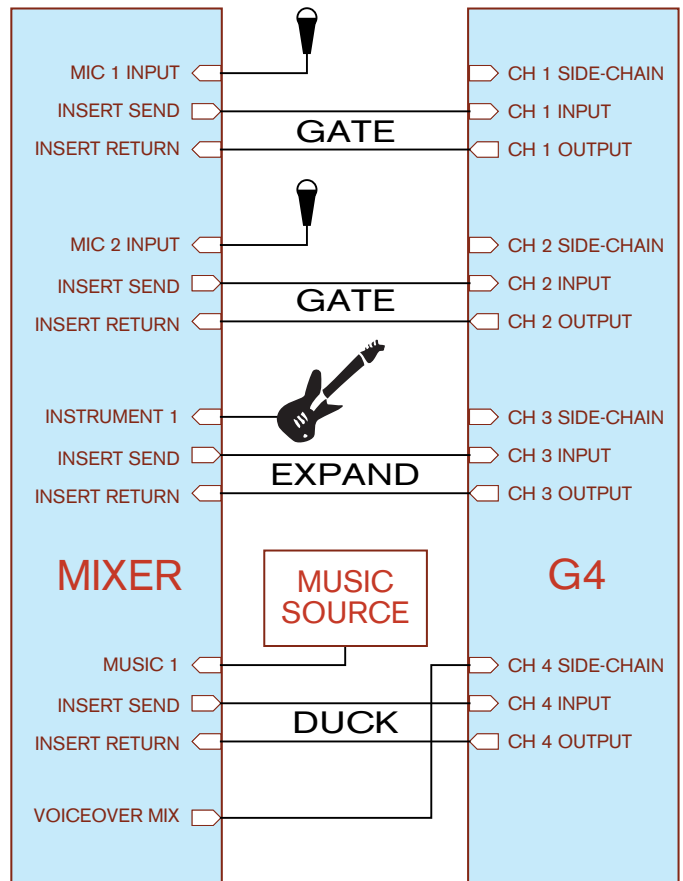 MIC 1 INPUT
CH 1 SIDE-CHAIN
INSERT SEND
CH 1 INPUT
GATE
INSERT RETURN
CH 1 OUTPUT
MIC 2 INPUT
CH 2 SIDE-CHAIN
INSERT SEND
CH 2 INPUT
GATE
INSERT RETURN
CH 2 OUTPUT
INSTRUMENT 1
CH 3 SIDE-CHAIN
INSERT SEND
CH 3 INPUT
EXPAND
INSERT RETURN
CH 3 OUTPUT
MIXER
MUSIC
SOURCE
G4
MUSIC 1
CH 4 SIDE-CHAIN
INSERT SEND
CH 4 INPUT
DUCK
INSERT RETURN
CH 4 OUTPUT
VOICEOVER MIX